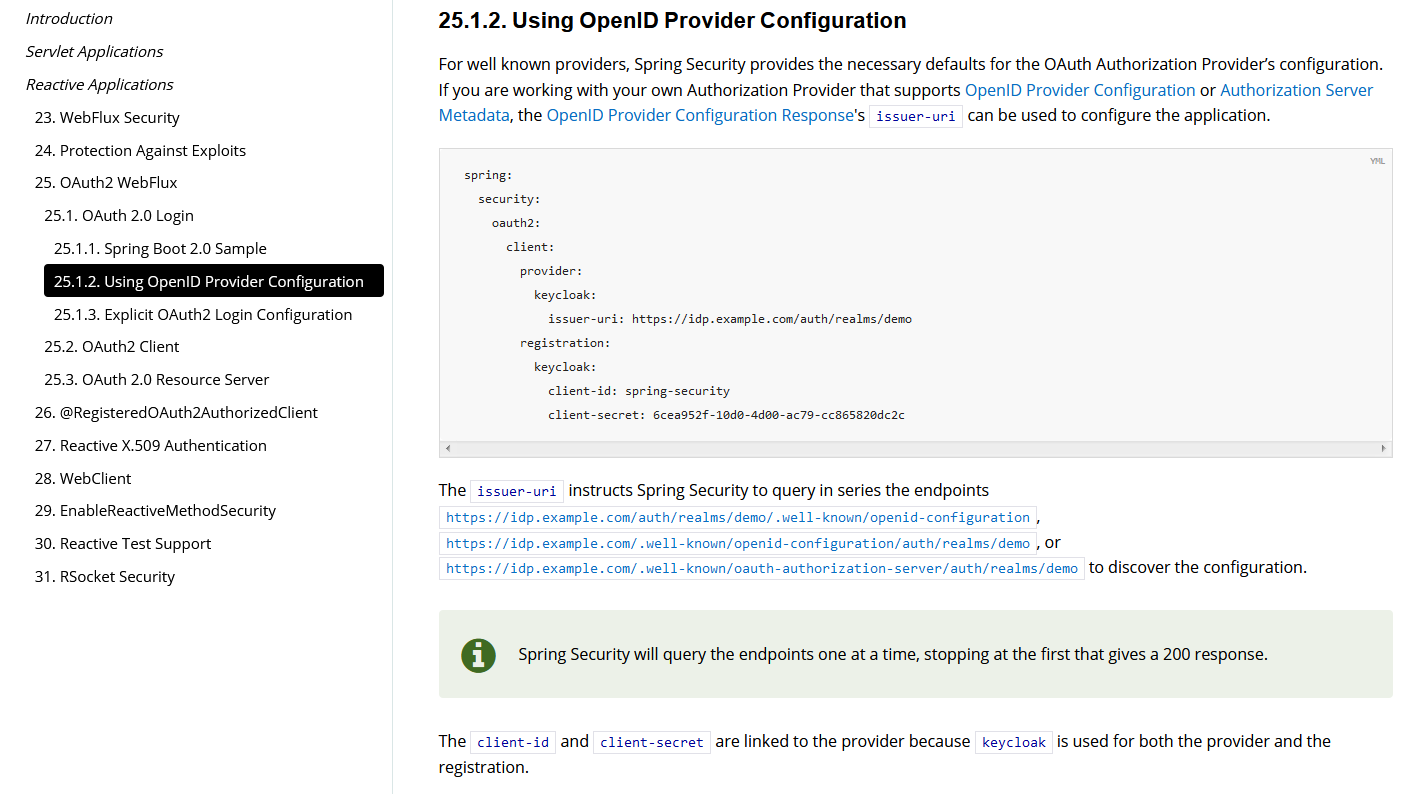 Introduction
Servlet Applications
Reactive Applications
23. WebFlux Security
24. Protection Against Exploits
25. OAuth2 WebFlux
25.1. OAuth 2.0 Login
25.1.1. Spring Boot 2.0 Sample
25.1.2. Using OpenID Provider Configuration
25.1.3. Explicit OAuth2 Login Configuration
25.2. OAuth2 Client
25.3. OAuth 2.0 Resource Server
26. @RegisteredOAuth2AuthorizedClient
27. Reactive X.509 Authentication
28. WebClient
29. EnableReactiveMethodSecurity
30. Reactive Test Support
31. RSocket Security
25.1.2. Using OpenID Provider Configuration
For well known providers, Spring Security provides the necessary defaults for the OAuth Authorization Provider’s configuration.
If you are working with your own Authorization Provider that supports OpenID Provider Configuration or Authorization Server
Metadata, the OpenID Provider Configuration Response's issuer-uri can be used to configure the application.
YML
spring:
  security:
    oauth2:
      client:
        provider:
          keycloak:
            issuer-uri: https://idp.example.com/auth/realms/demo
        registration:
          keycloak:
            client-id: spring-security
            client-secret: 6cea952f-10d0-4d00-ac79-cc865820dc2c
The issuer-uri instructs Spring Security to query in series the endpoints
https://idp.example.com/auth/realms/demo/.well-known/openid-configuration,
https://idp.example.com/.well-known/openid-configuration/auth/realms/demo, or
https://idp.example.com/.well-known/oauth-authorization-server/auth/realms/demo to discover the configuration.
Spring Security will query the endpoints one at a time, stopping at the first that gives a 200 response.
The client-id and client-secret are linked to the provider because keycloak is used for both the provider and the
registration.